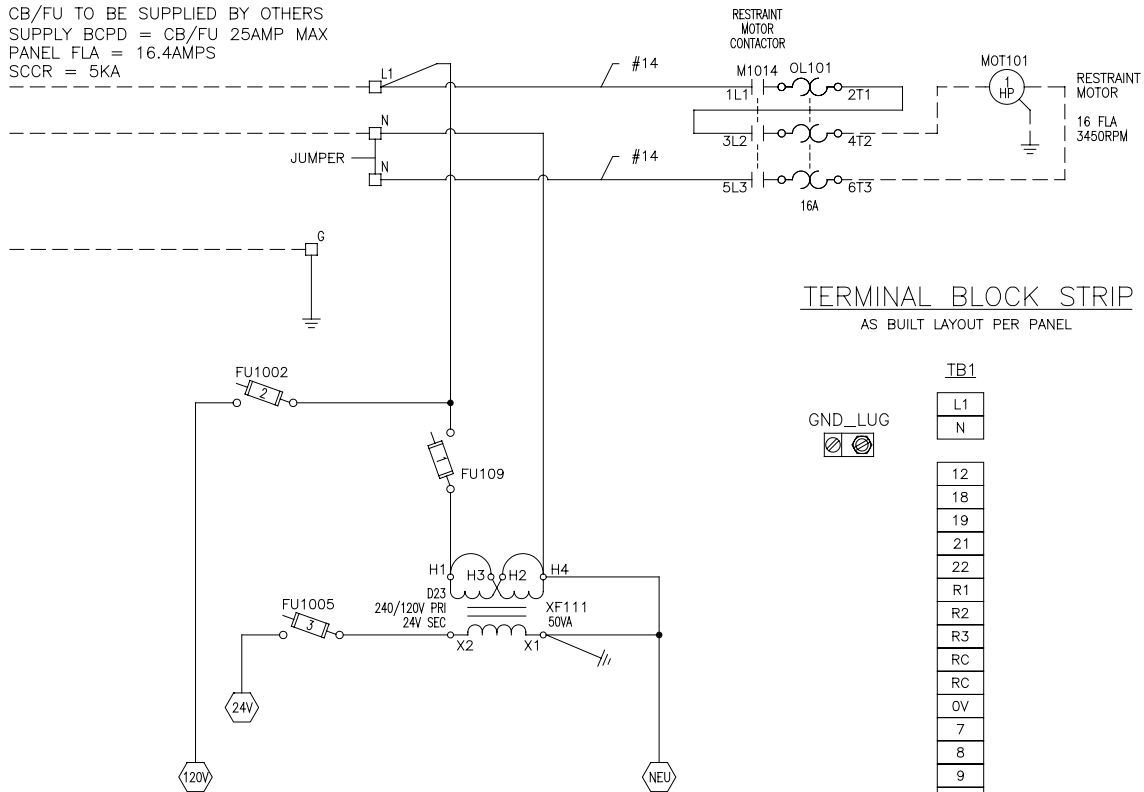 CB/FU TO BE SUPPLIED BY OTHERS
SUPPLY BCPD = CB/FU 25AMP MAX
PANEL FLA = 16.4AMPS
SCCR = 5KA
RESTRAINT
MOTOR
CONTACTOR
L1
#14
M1014
OL101
1L1
2T1
MOT101
1
HP
RESTRAINT
MOTOR
16 FLA
3450RPM
N
3L2
4T2
JUMPER
N
#14
5L3
6T3
16A
G
TERMINAL BLOCK STRIP
AS BUILT LAYOUT PER PANEL
FU1002
2
1
FU109
GND_LUG
TB1
L1
N
12
18
19
21
22
R1
R2
R3
RC
RC
0V
7
8
9
H1
H3
H2
H4
D23
240/120V PRI
24V SEC
XF111
50VA
FU1005
3
X2
X1
24V
120V
NEU